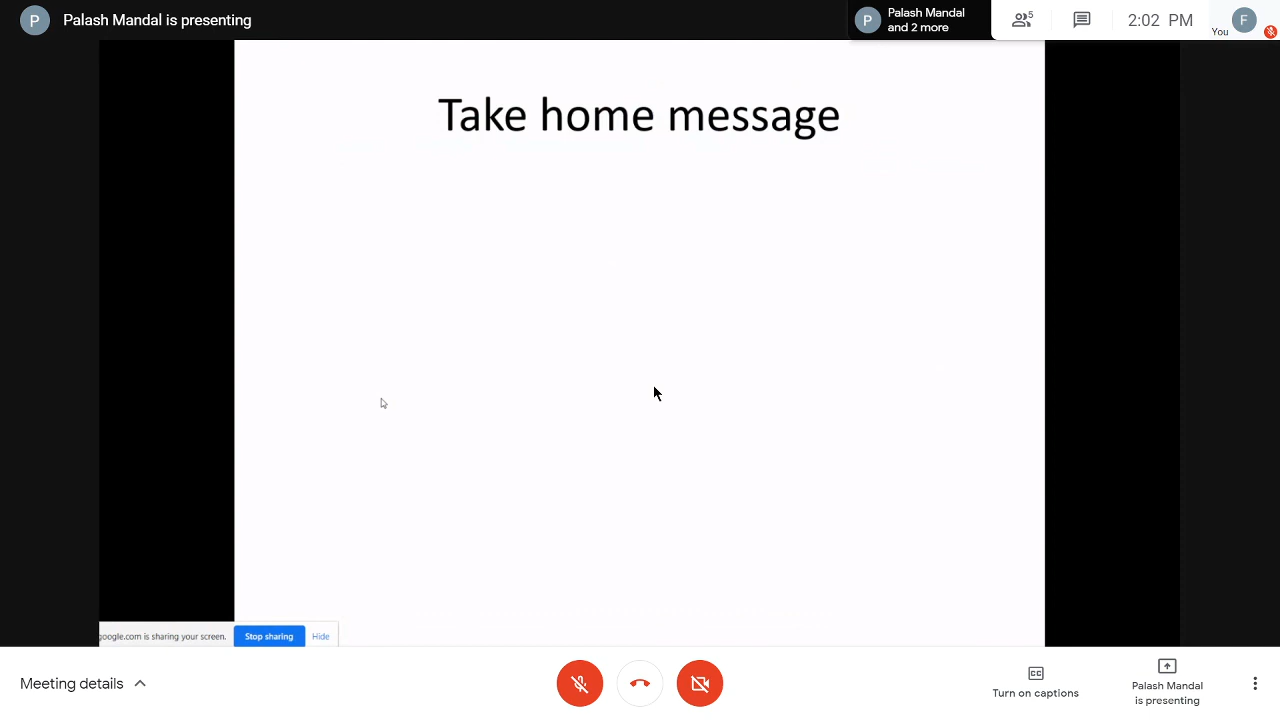 P Palash Mandal is presenting
P Palash Mandal
and 2 more
5
2:02 PM
You F
Take home message
google.com is sharing your screen. Stop sharing Hide
Meeting details
CC
Turn on captions
Palash Mandal
is presenting